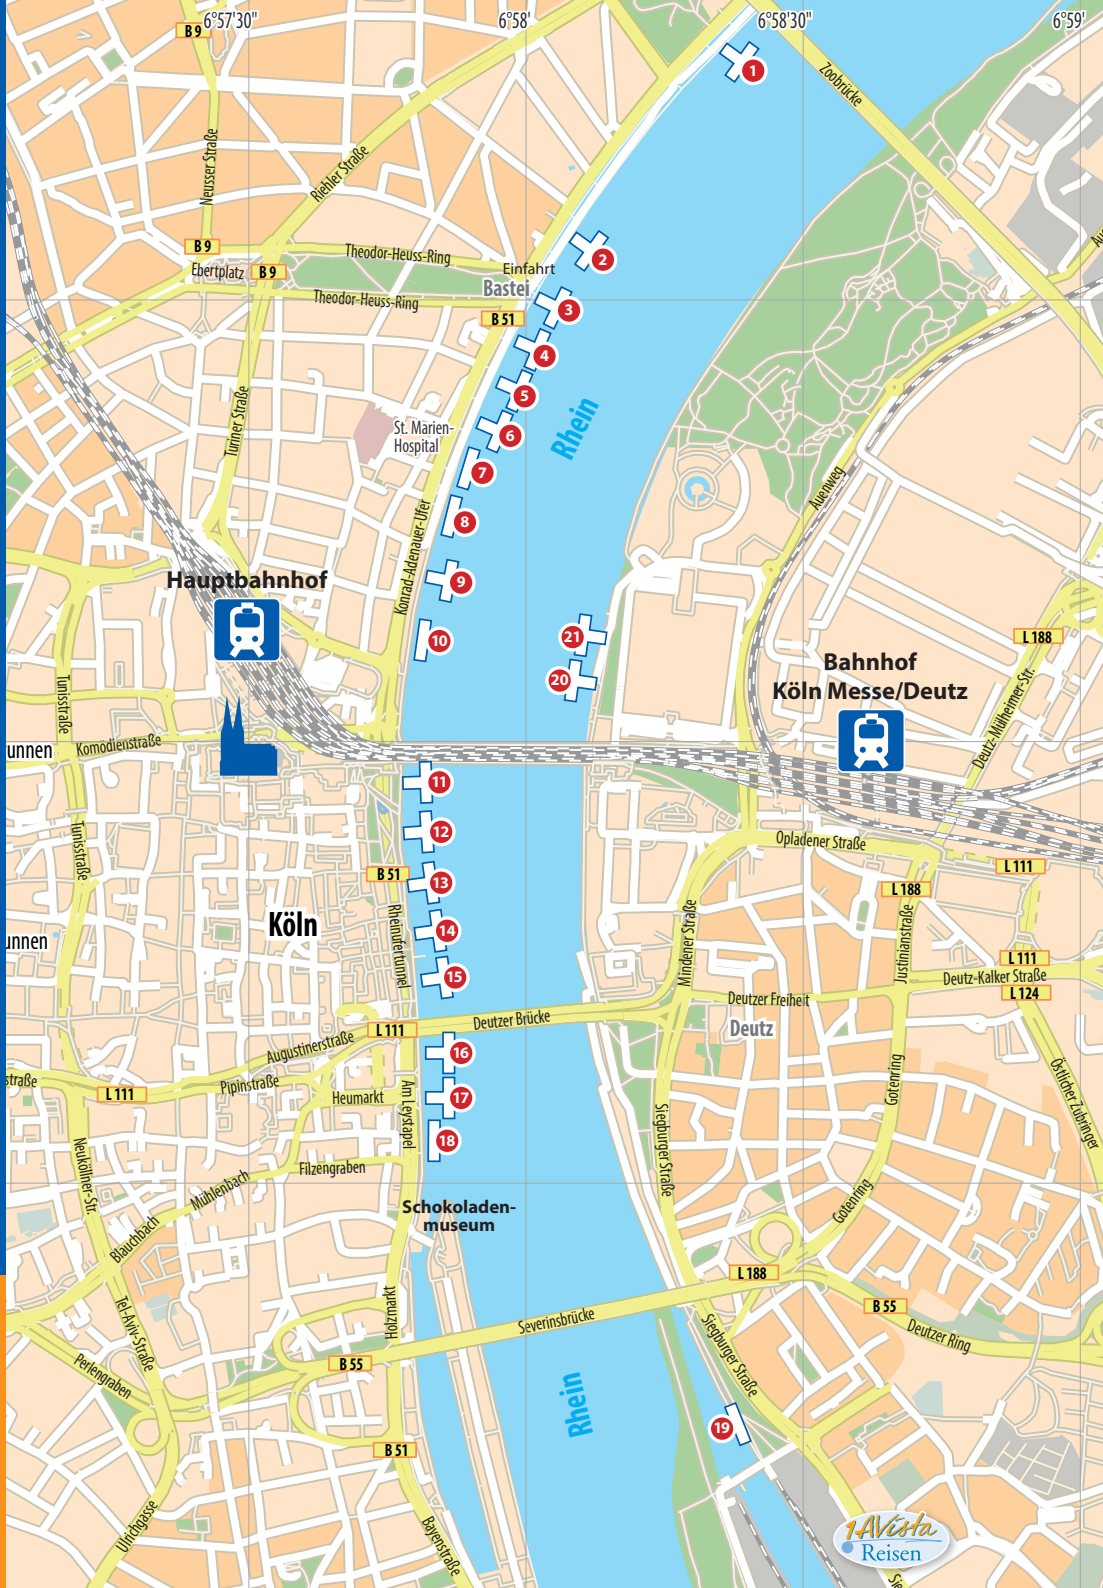 6°57'30"
6°58'
6°58'30"
6°59'
B 9
1
Zoobrücke
Neusser Straße
Riehler Straße
B 9
Theodor-Heuss-Ring
2
Ebertplatz
B 9
Einfahrt
Bastei
Theodor-Heuss-Ring
3
B 51
4
5
Rhein
Turiner Straße
St. Marien-
Hospital
6
7
Auenweg
8
Konrad-Adenauer-Ufer
Hauptbahnhof
9
10
21
L 188
20
Bahnhof
Köln Messe/Deutz
Tunisstraße
Deutz-Mülheimer-Str.
unnen
Komödienstraße
11
12
Tunisstraße
Opladener Straße
L 111
B 51
13
L 188
Köln
Rheinufertunnel
14
Mindener Straße
Justinianstraße
unnen
L 111
15
Deutz-Kalker Straße
L 124
Deutzer Freiheit
Deutzer Brücke
L 111
Deutz
Augustinerstraße
16
straße
Pipinstraße
L 111
Heumarkt
17
Am Leystapel
Gotenring
Östlicher Zubringer
18
Siegburger Straße
Neuköllner-Str.
Filzengraben
Mühlenbach
Schokoladen-
museum
Gotenring
Blauchbach
L 188
Holzmarkt
B 55
Tel-Aviv-Straße
Severinsbrücke
Siegburger Straße
Deutzer Ring
B 55
Perlengraben
Rhein
19
B 51
Ulrichgasse
Bayenstraße
1AVista
Reisen
Sie